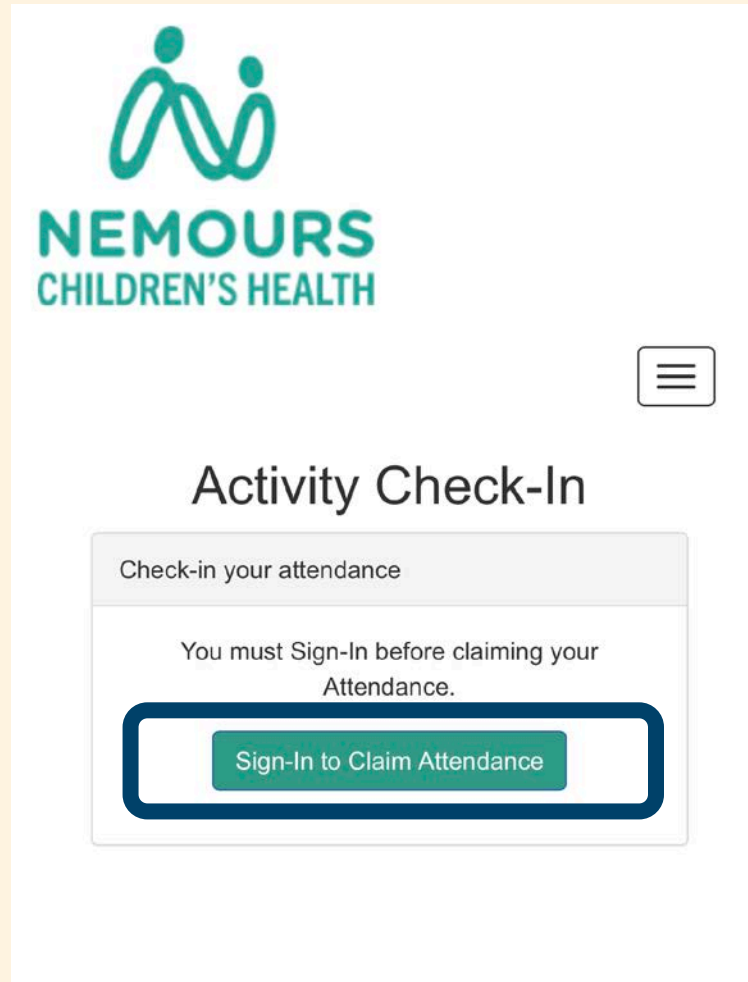 NEMOURS
CHILDREN'S HEALTH
Activity Check-In
Check-in your attendance
You must Sign-In before claiming your
Attendance.
Sign-In to Claim Attendance